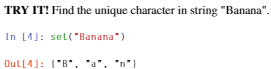 TRY IT! Find the unique character in string "Banana".
In [4]: set("Banana")
Out[4]: {"B", "a", "n"}